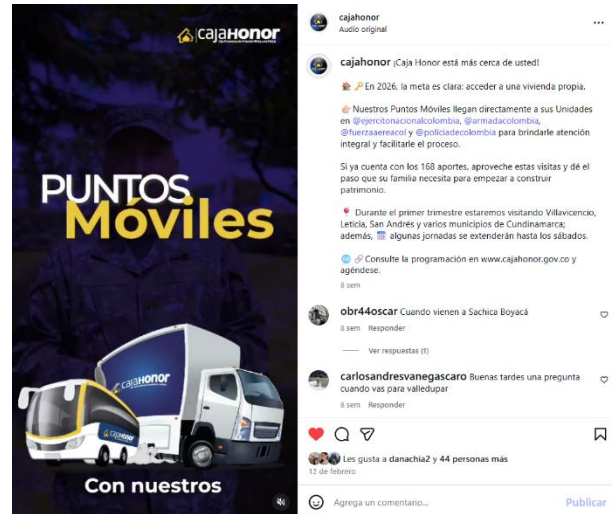 CAJAHONOR
PUNTOS
Móviles
CAJAHONOR
CAJAHONOR
Con nuestros
cajahonor
Audio original
cajahonor ¡Caja Honor está más cerca de usted!
🏠 🔑 En 2026, la meta es clara: acceder a una vivienda propia.
👉🏻 Nuestros Puntos Móviles llegan directamente a sus Unidades
en @ejercitonacionalcolombia, @armadacolombia,
@fuerzaaereacol y @policiadecolombia para brindarle atención
integral y facilitarle el proceso.
Si ya cuenta con los 168 aportes, aproveche estas visitas y dé el
paso que su familia necesita para empezar a construir
patrimonio.
📍 Durante el primer trimestre estaremos visitando Villavicencio,
Leticia, San Andrés y varios municipios de Cundinamarca;
además, 🗓️ algunas jornadas se extenderán hasta los sábados.
🌐 🔗 Consulte la programación en www.cajahonor.gov.co y
agéndese.
8 sem
obr44oscar Cuando vienen a Sachica Boyacá
8 sem Responder
Ver respuestas (1)
carlosandresvanegascaro Buenas tardes una pregunta
cuando vas para valledupar
8 sem Responder
Les gusta a danachia2 y 44 personas más
12 de febrero
Agrega un comentario...
Publicar